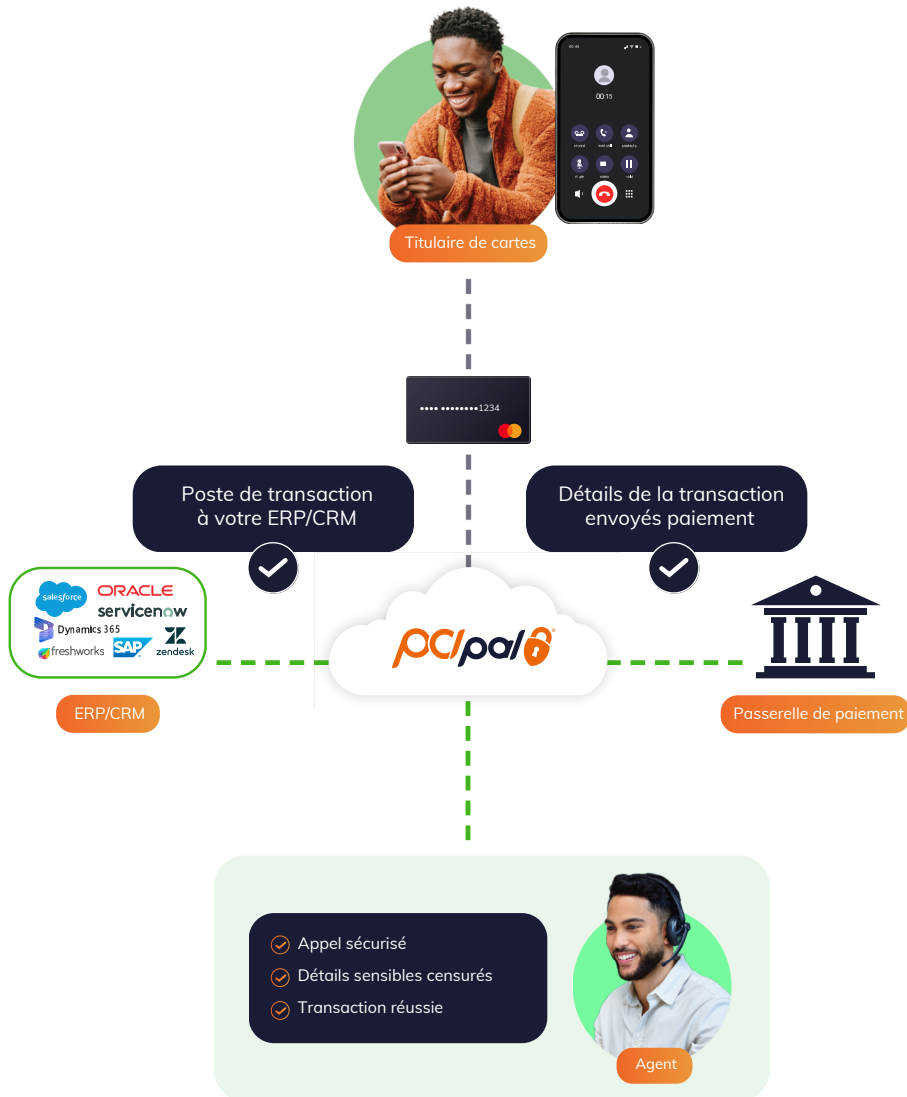 00:15
Titulaire de cartes
•••• ••••••••1234
Poste de transaction
à votre ERP/CRM
Détails de la transaction
envoyés paiement
salesforce
ORACLE
servicenow
Dynamics 365
freshworks
SAP
zendesk
pcipal
ERP/CRM
Passerelle de paiement
Appel sécurisé
Détails sensibles censurés
Transaction réussie
Agent